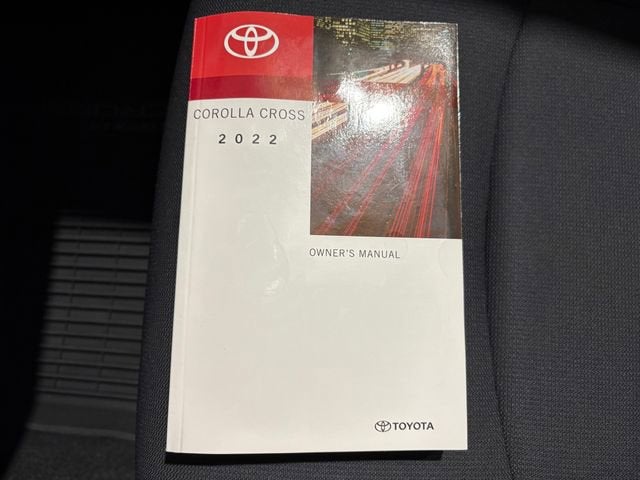 COROLLA CROSS
2022
OWNER'S MANUAL
TOYOTA